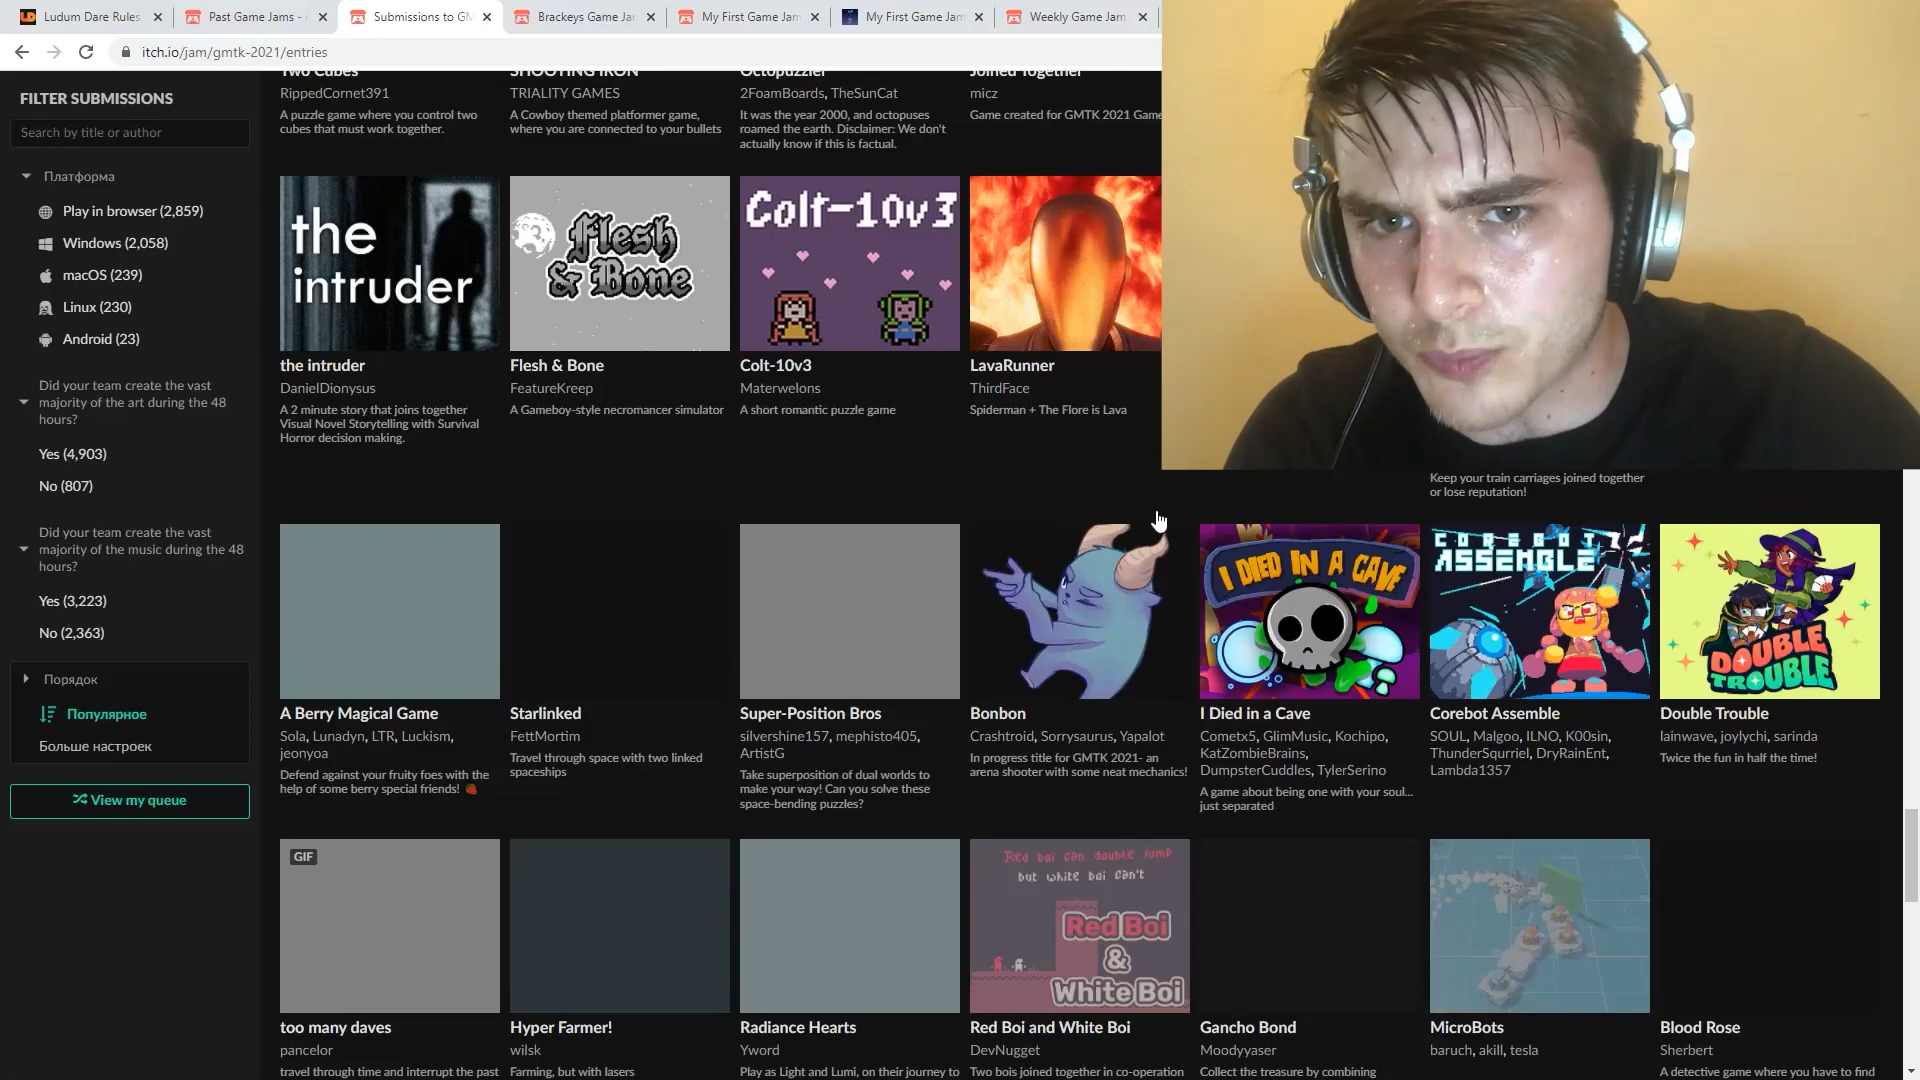 Ludum Dare Rules
Past Game Jams -
Submissions to GM
Brackeys Game Jar
My First Game Jam
My First Game Jam
Weekly Game Jam
itch.io/jam/gmtk-2021/entries
FILTER SUBMISSIONS
Search by title or author
Платформа
Play in browser (2,859)
Windows (2,058)
macOS (239)
Linux (230)
Android (23)
Did your team create the vast
majority of the art during the 48
hours?
Yes (4,903)
No (807)
Did your team create the vast
majority of the music during the 48
hours?
Yes (3,223)
No (2,363)
Порядок
Популярное
Больше настроек
View my queue
Two Cubes
RippedCornet391
A puzzle game where you control two
cubes that must work together.
SHOOTING IRON
TRIALITY GAMES
A Cowboy themed platformer game,
where you are connected to your bullets
Octopuzzler
2FoamBoards, TheSunCat
It was the year 2000, and octopuses
roamed the earth. Disclaimer: We don't
actually know if this is factual.
Joined Together
micz
Game created for GMTK 2021 Game
the
intruder
the intruder
DanielDionysus
A 2 minute story that joins together
Visual Novel Storytelling with Survival
Horror decision making.
Flesh
& Bone
Flesh & Bone
FeatureKreep
A Gameboy-style necromancer simulator
Colt-10v3
Colt-10v3
Materwelons
A short romantic puzzle game
LavaRunner
ThirdFace
Spiderman + The Flore is Lava
Keep your train carriages joined together
or lose reputation!
A Berry Magical Game
Sola, Lunadyn, LTR, Luckism,
jeonyoa
Defend against your fruity foes with the
help of some berry special friends! 🍓
Starlinked
FettMortim
Travel through space with two linked
spaceships
Super-Position Bros
silvershine157, mephisto405,
ArtistG
Take superposition of dual worlds to
make your way! Can you solve these
space-bending puzzles?
Bonbon
Crashtroid, Sorrysaurus, Yapalot
In progress title for GMTK 2021- an
arena shooter with some neat mechanics!
I DIED IN A CAVE
I Died in a Cave
Cometx5, GlimMusic, Kochipo,
KatZombieBrains,
DumpsterCuddles, TylerSerino
A game about being one with your soul...
just separated
COREBOT
ASSEMBLE
Corebot Assemble
SOUL, Malgoo, ILNO, K00sin,
ThunderSqurriel, DryRainEnt,
Lambda1357
DOUBLE
TROUBLE
Double Trouble
lainwave, joylychi, sarinda
Twice the fun in half the time!
GIF
too many daves
pancelor
travel through time and interrupt the past
Hyper Farmer!
wilsk
Farming, but with lasers
Radiance Hearts
Yword
Play as Light and Lumi, on their journey to
Red boi can double jump
but white boi can't
Red Boi
&
White Boi
Red Boi and White Boi
DevNugget
Two bois joined together in co-operation
Gancho Bond
Moodyyaser
Collect the treasure by combining
MicroBots
baruch, akill, tesla
Blood Rose
Sherbert
A detective game where you have to find